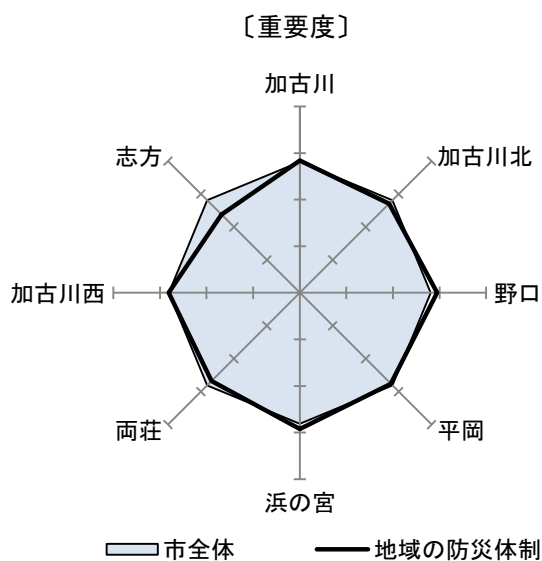 〔重要度〕
加古川
志方
加古川北
加古川西
野口
両荘
平岡
浜の宮
市全体
地域の防災体制